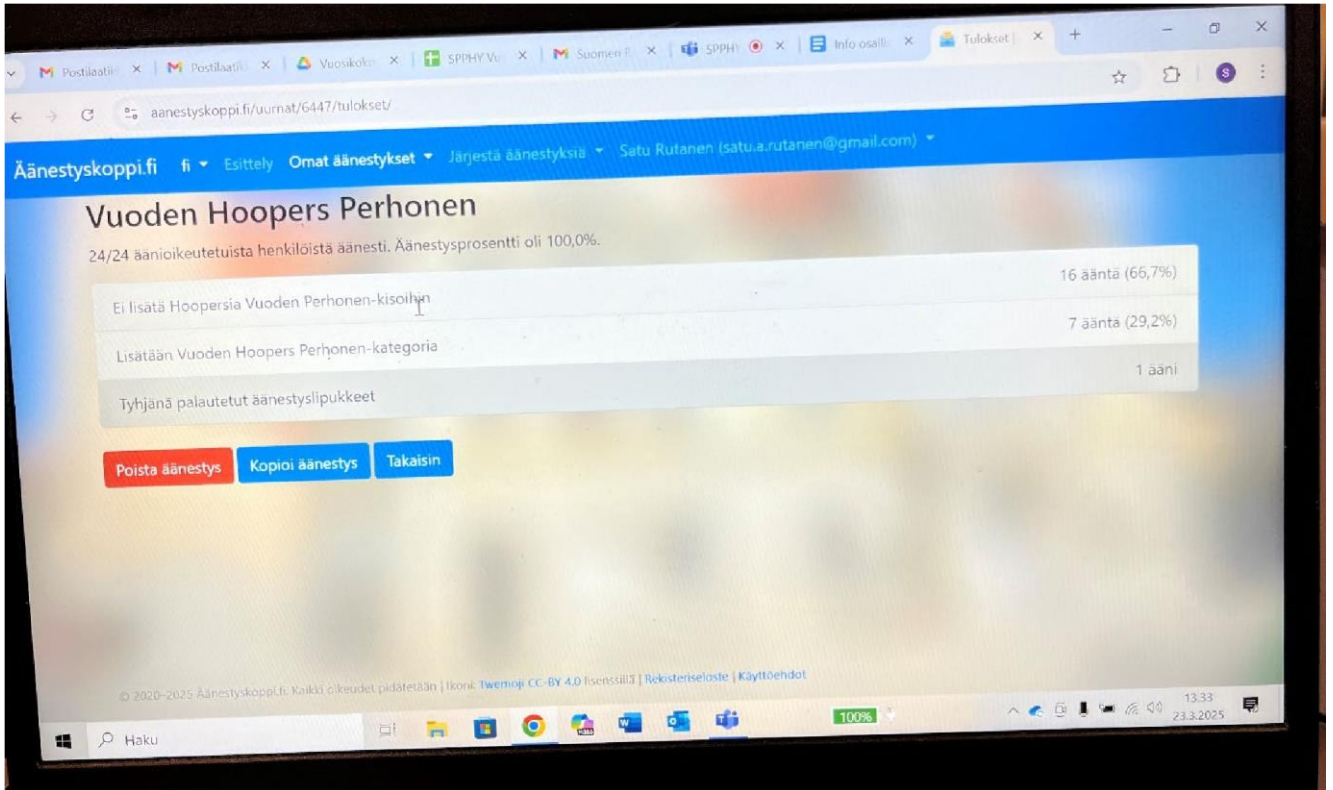 Postilaatik
Postilaatik
Vuosikoko
SPPHY Vu
Suomen P
SPPH
Info osalli
Tulokset
aanestyskoppi.fi/uurnat/6447/tulokset/
S
Äänestyskoppi.fi fi Esittely Omat äänestykset Järjestä äänestyksiä Satu Rutanen (satu.a.rutanen@gmail.com)
Vuoden Hoopers Perhonen
24/24 äänioikeutetuista henkilöistä äänesti. Äänestysprosentti oli 100,0%.
Ei lisätä Hoopersia Vuoden Perhonen-kisoihin 16 ääntä (66,7%)
Lisätään Vuoden Hoopers Perhonen-kategoria 7 ääntä (29,2%)
Tyhjänä palautetut äänestyslipukkeet 1 ääni
Poista äänestys Kopioi äänestys Takaisin
© 2020–2025 Äänestyskoppi.fi. Kaikki oikeudet pidätetään | Ikoni: Twemoji CC-BY 4.0 lisenssillä | Rekisteriseloste | Käyttöehdot
Haku
100%
13.33
23.3.2025